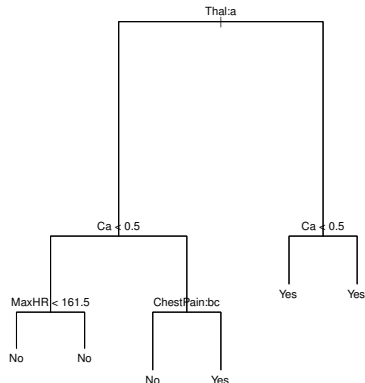 Thal:a
Ca < 0.5
Ca < 0.5
MaxHR < 161.5
ChestPain:bc
Yes
Yes
No
No
No
Yes